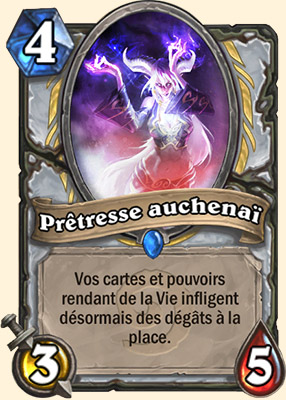 4
Prêtresse auchenaï
Vos cartes et pouvoirs
rendant de la Vie infligent
désormais des dégâts à la
place.
3
5